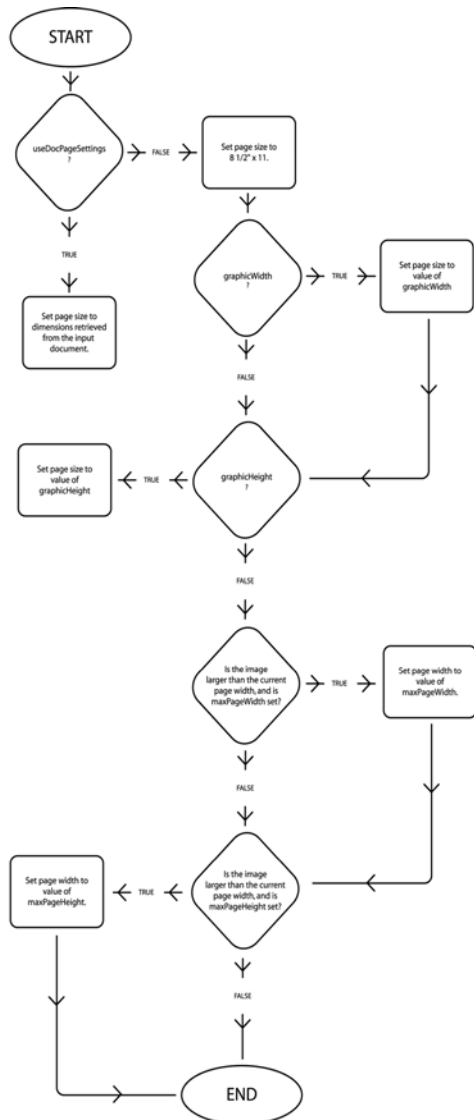 START
useDocPageSettings
?
FALSE
Set page size to
8 1/2" x 11.
TRUE
Set page size to
dimensions retrieved
from the input
document.
graphicWidth
?
TRUE
Set page size to
value of
graphicWidth
FALSE
graphicHeight
?
TRUE
Set page size to
value of
graphicHeight
FALSE
Is the image
larger than the current
page width, and is
maxPageWidth set?
TRUE
Set page width to
value of
maxPageWidth.
FALSE
Is the image
larger than the current
page width, and is
maxPageHeight set?
TRUE
Set page width to
value of
maxPageHeight.
FALSE
END